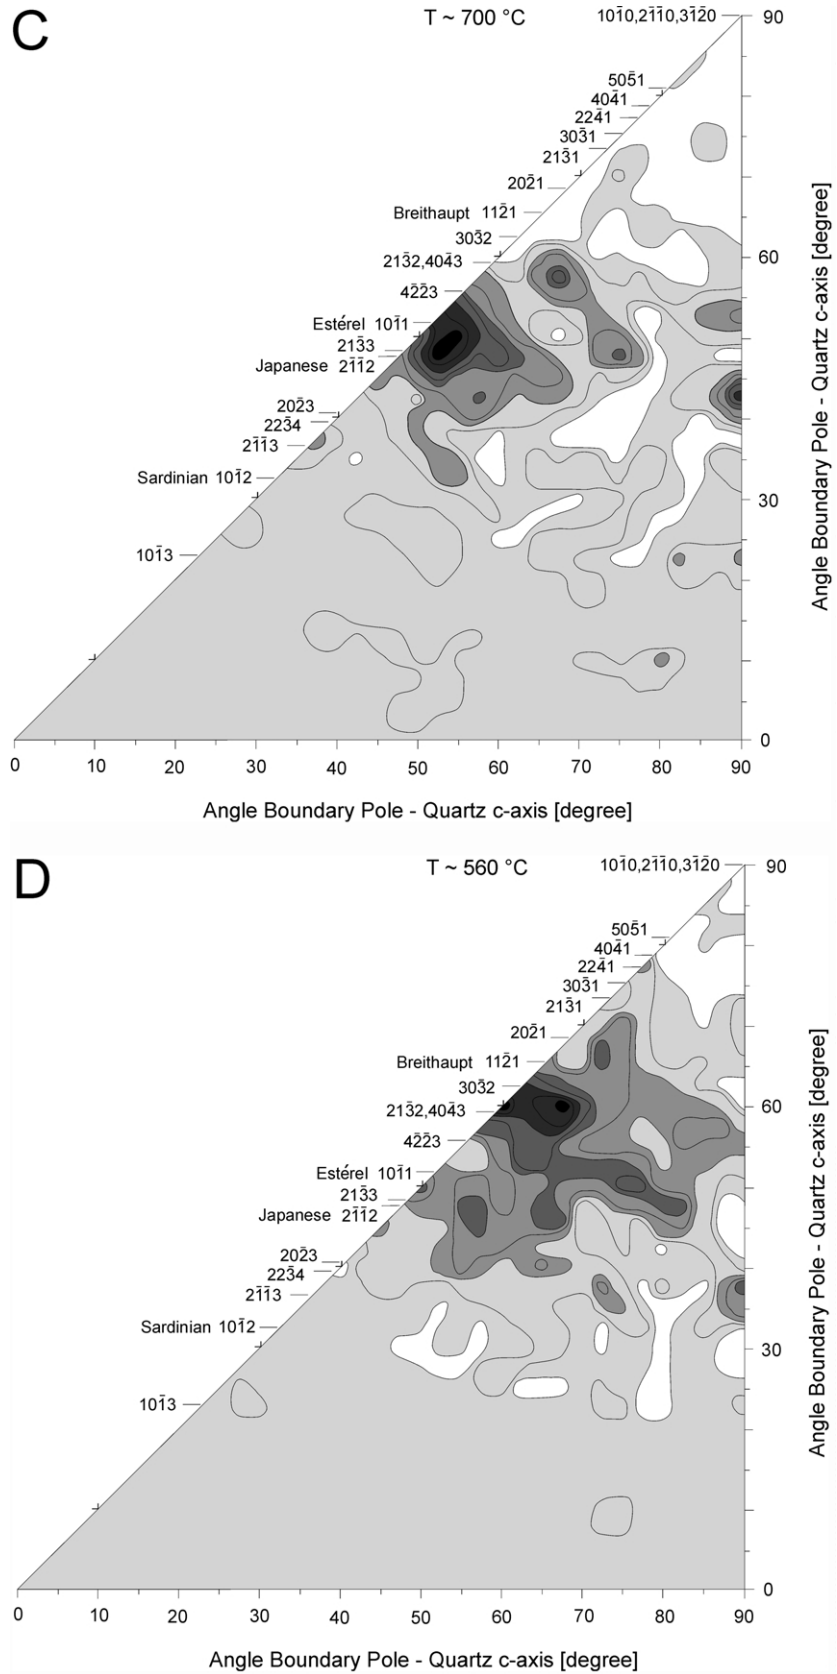 C
T ~ 700 °C
101̄0,21̄1̄0,31̄2̄0
90
505̄1
404̄1
224̄1
303̄1
213̄1
202̄1
Breithaupt 112̄1
303̄2
60
213̄2,404̄3
42̄2̄3
Estérel 101̄1
213̄3
Japanese 21̄1̄2
202̄3
224̄4
21̄1̄3
Sardinian 101̄2
30
101̄3
0
0 10 20 30 40 50 60 70 80 90
Angle Boundary Pole - Quartz c-axis [degree]
Angle Boundary Pole - Quartz c-axis [degree]
D
T ~ 560 °C
101̄0,21̄1̄0,31̄2̄0
90
505̄1
404̄1
224̄1
303̄1
213̄1
202̄1
Breithaupt 112̄1
303̄2
60
213̄2,404̄3
42̄2̄3
Estérel 101̄1
213̄3
Japanese 21̄1̄2
202̄3
223̄4
21̄1̄3
Sardinian 101̄2
30
101̄3
0
0 10 20 30 40 50 60 70 80 90
Angle Boundary Pole - Quartz c-axis [degree]
Angle Boundary Pole - Quartz c-axis [degree]